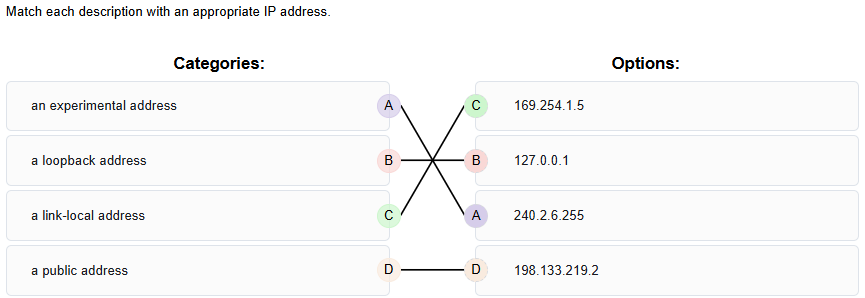 Match each description with an appropriate IP address.
Categories: Options:
an experimental address A C 169.254.1.5
a loopback address B B 127.0.0.1
a link-local address C A 240.2.6.255
a public address D D 198.133.219.2